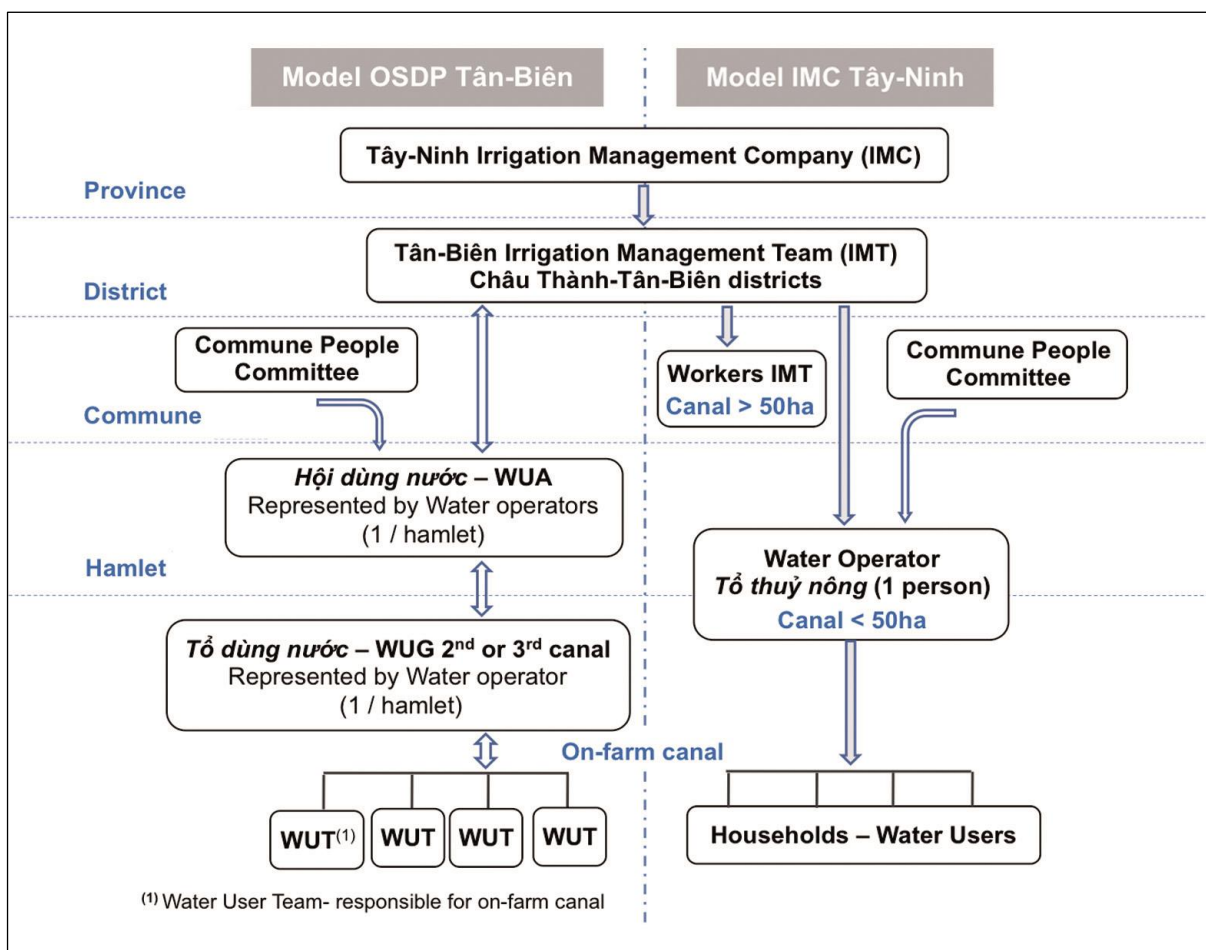 Model OSDP Tân-Biên
Model IMC Tây-Ninh
Tây-Ninh Irrigation Management Company (IMC)
Province
Tân-Biên Irrigation Management Team (IMT)
Châu Thành-Tân-Biên districts
District
Commune People
Committee
Workers IMT
Canal > 50ha
Commune People
Committee
Commune
Hội dùng nước – WUA
Represented by Water operators
(1 / hamlet)
Water Operator
Tổ thuỷ nông (1 person)
Canal < 50ha
Hamlet
Tổ dùng nước – WUG 2nd or 3rd canal
Represented by Water operator
(1 / hamlet)
On-farm canal
WUT(1)
WUT
WUT
WUT
Households – Water Users
(1) Water User Team- responsible for on-farm canal